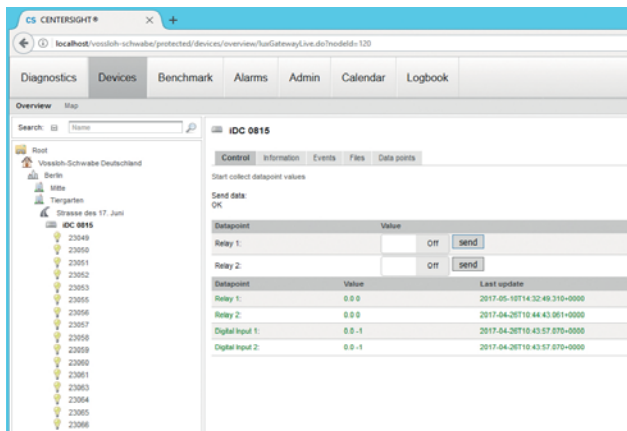 CS CENTERSIGHT®
localhost/vossloh-schwabe/protected/devices/overview/luxGatewayLive.do?nodeId=120
Diagnostics Devices Benchmark Alarms Admin Calendar Logbook
Overview Map
Search: Name
Root
Vossloh-Schwabe Deutschland
Berlin
Mitte
Tiergarten
Strasse des 17. Juni
iDC 0815
23049
23050
23051
23052
23053
23055
23056
23057
23058
23059
23060
23061
23063
23064
23065
23066
iDC 0815
Control Information Events Files Data points
Start collect datapoint values
Send data:
OK
Datapoint Value
Relay 1: Off send
Relay 2: Off send
Datapoint Value Last update
Relay 1: 0.0 0 2017-05-10T14:32:49.310+0000
Relay 2: 0.0 0 2017-04-26T10:44:43.061+0000
Digital Input 1: 0.0 -1 2017-04-26T10:43:57.070+0000
Digital Input 2: 0.0 -1 2017-04-26T10:43:57.070+0000